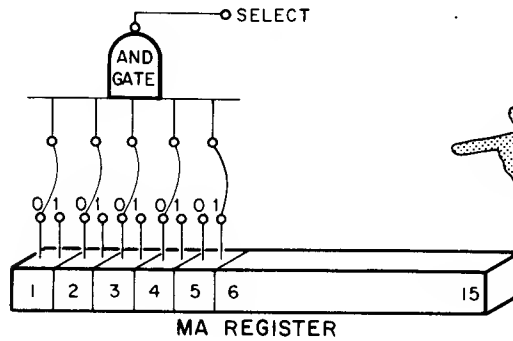 SELECT
AND
GATE
0 1 0 1 0 1 0 1 0 1
1 2 3 4 5 6 15
MA REGISTER